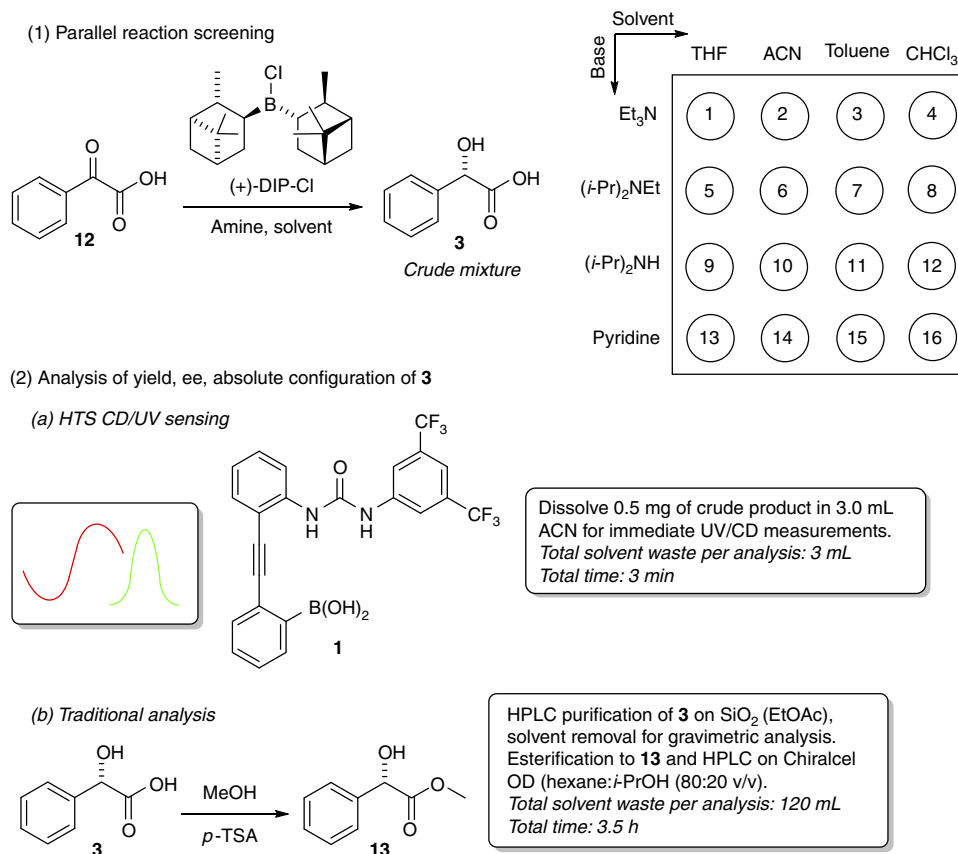 (1) Parallel reaction screening
Solvent
Base
THF ACN Toluene CHCl₃
Et₃N 1 2 3 4
(i-Pr)₂NEt 5 6 7 8
(i-Pr)₂NH 9 10 11 12
Pyridine 13 14 15 16
Cl
B
O
OH
O
12
(+)-DIP-Cl
Amine, solvent
OH
OH
O
3
Crude mixture
(2) Analysis of yield, ee, absolute configuration of 3
(a) HTS CD/UV sensing
CF₃
O
N
H
N
H
CF₃
B(OH)₂
1
Dissolve 0.5 mg of crude product in 3.0 mL
ACN for immediate UV/CD measurements.
Total solvent waste per analysis: 3 mL
Total time: 3 min
(b) Traditional analysis
OH
OH
O
3
MeOH
p-TSA
OH
O
O
13
HPLC purification of 3 on SiO₂ (EtOAc),
solvent removal for gravimetric analysis.
Esterification to 13 and HPLC on Chiralcel
OD (hexane:i-PrOH (80:20 v/v).
Total solvent waste per analysis: 120 mL
Total time: 3.5 h